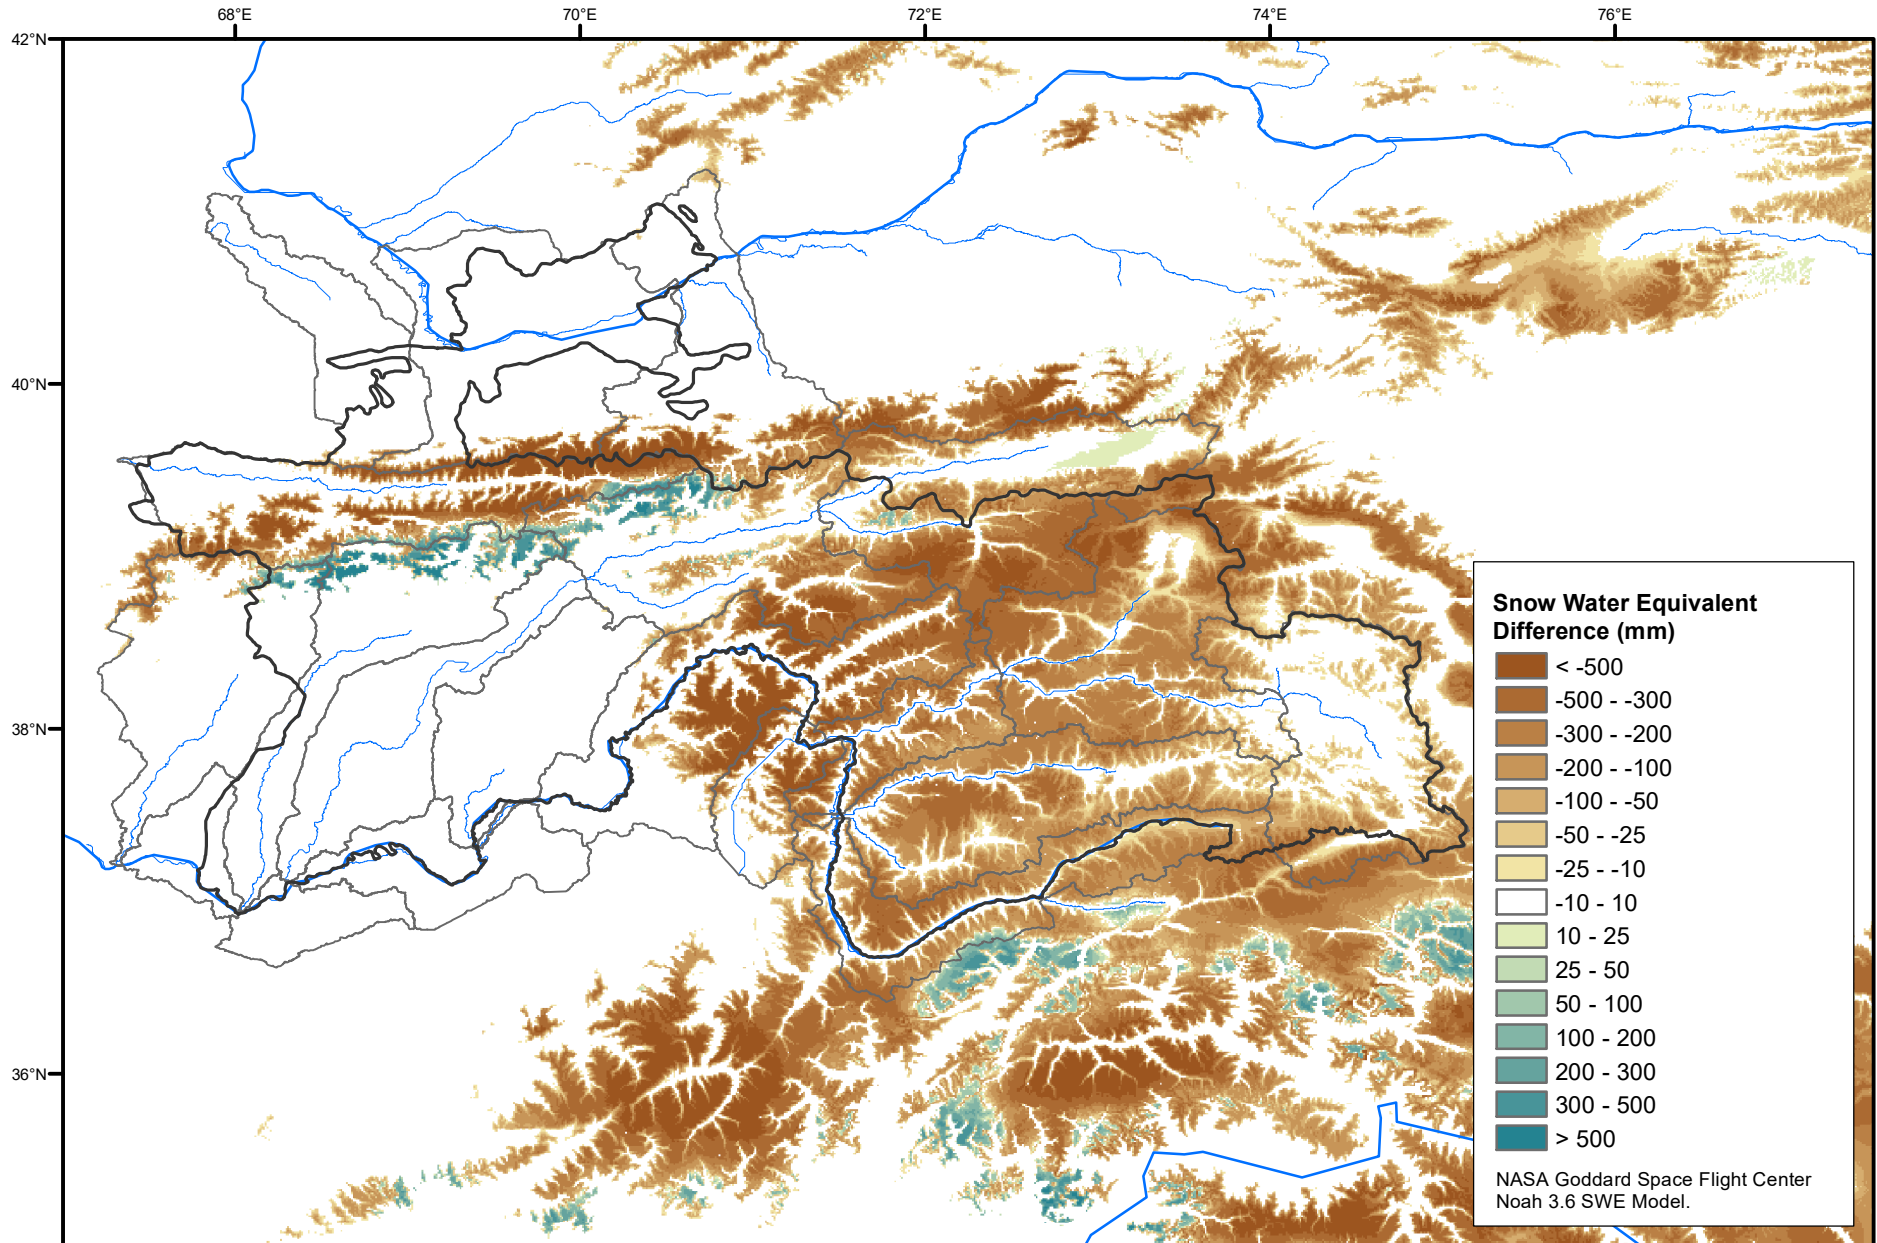 68°E 70°E 72°E 74°E 76°E
42°N
40°N
38°N
36°N
Snow Water Equivalent
Difference (mm)
< -500
-500 - -300
-300 - -200
-200 - -100
-100 - -50
-50 - -25
-25 - -10
-10 - 10
10 - 25
25 - 50
50 - 100
100 - 200
200 - 300
300 - 500
> 500
NASA Goddard Space Flight Center
Noah 3.6 SWE Model.